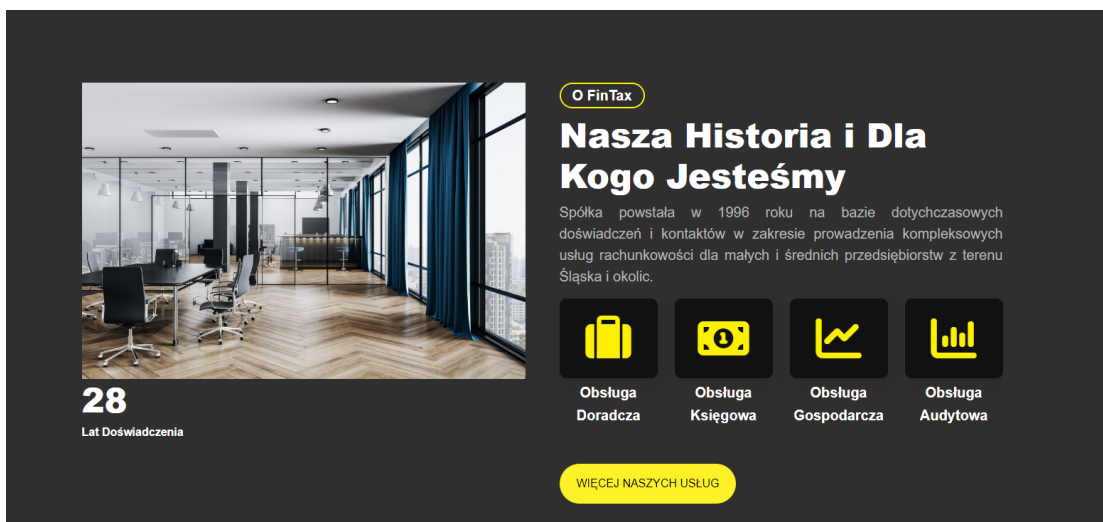 O FinTax
Nasza Historia i Dla
Kogo Jesteśmy
Spółka powstała w 1996 roku na bazie dotychczasowych
doświadczeń i kontaktów w zakresie prowadzenia kompleksowych
usług rachunkowości dla małych i średnich przedsiębiorstw z terenu
Śląska i okolic.
1
Obsługa
Doradcza
Obsługa
Księgowa
Obsługa
Gospodarcza
Obsługa
Audytowa
28
Lat Doświadczenia
WIĘCEJ NASZYCH USŁUG